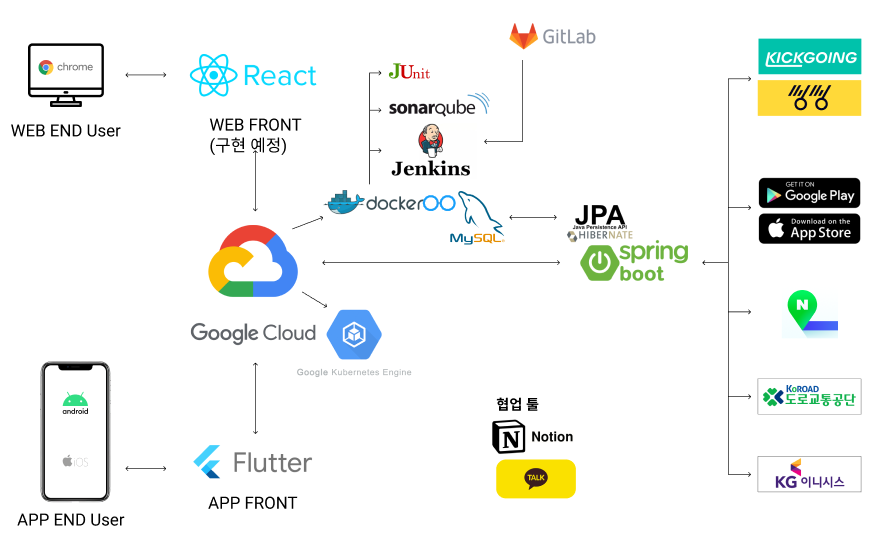 GitLab
chrome
WEB END User
React
WEB FRONT
(구현 예정)
JUnit
sonarqube
Jenkins
docker
MySQL®
JPA
Java Persistence API
HIBERNATE
spring
boot
Google Cloud
Google Kubernetes Engine
KICKGOING
GET IT ON
Google Play
Download on the
App Store
N
KOROAD
도로교통공단
KG 이니시스
협업 툴
N Notion
TALK
android
iOS
APP END User
Flutter
APP FRONT